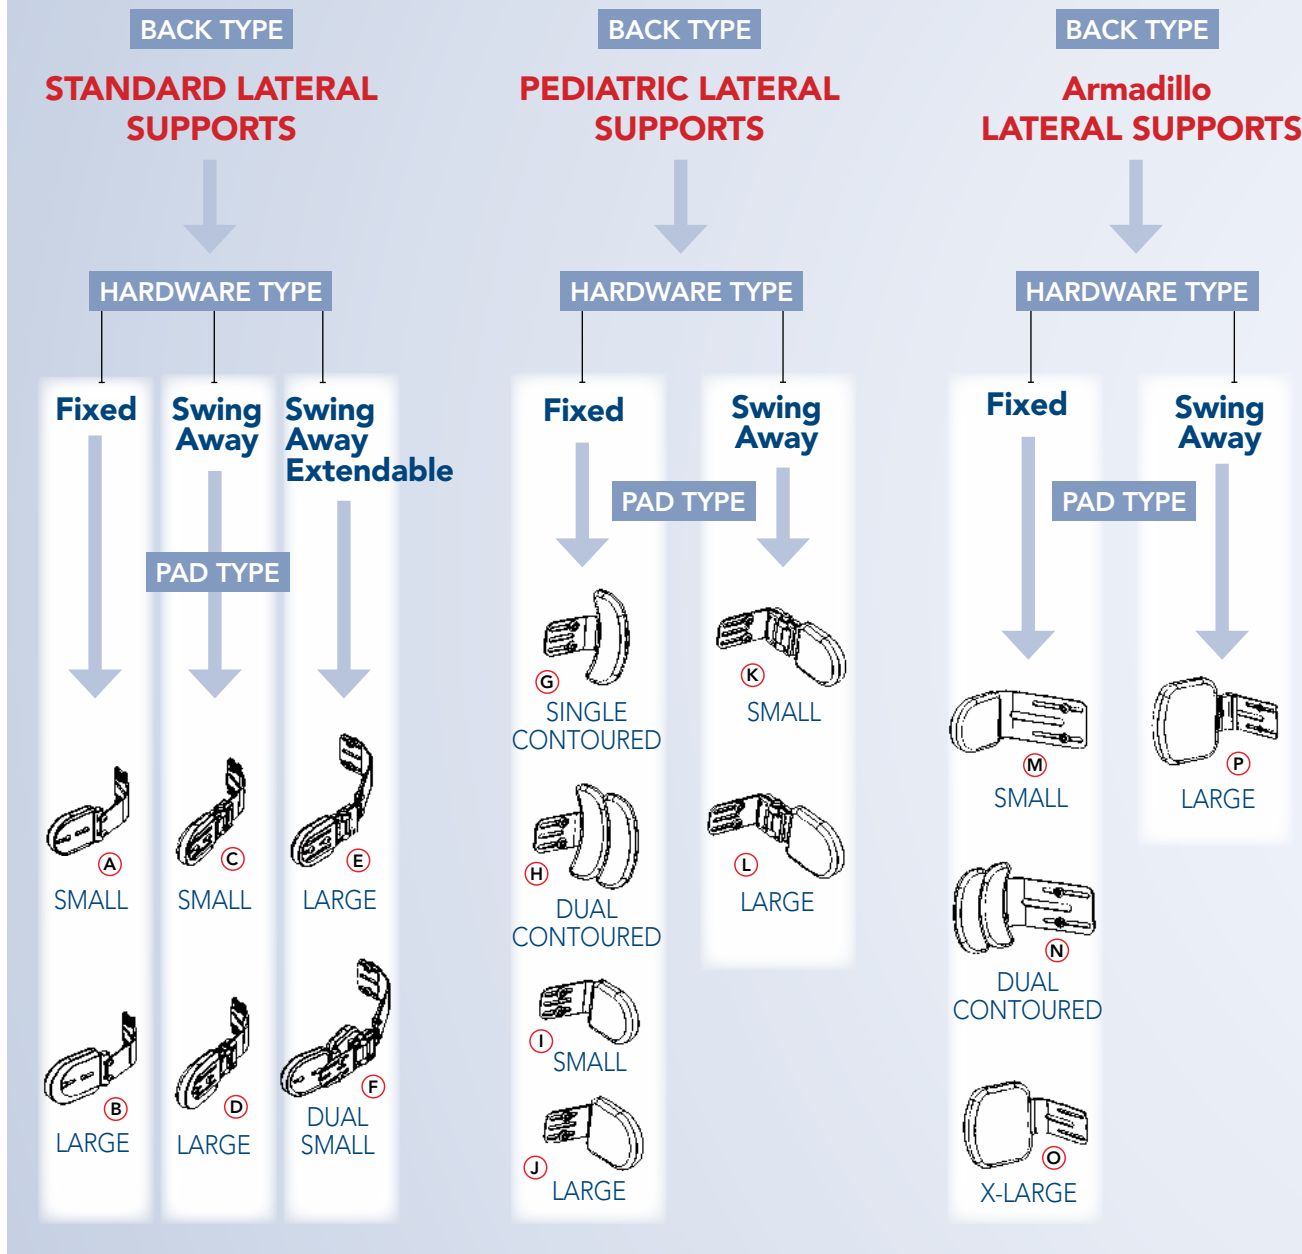 BACK TYPE
STANDARD LATERAL
SUPPORTS
HARDWARE TYPE
Fixed
Swing
Away
Swing
Away
Extendable
PAD TYPE
A
SMALL
C
SMALL
E
LARGE
B
LARGE
D
LARGE
F
DUAL
SMALL
BACK TYPE
PEDIATRIC LATERAL
SUPPORTS
HARDWARE TYPE
Fixed
Swing
Away
PAD TYPE
G
SINGLE
CONTOURED
H
DUAL
CONTOURED
I
SMALL
J
LARGE
K
SMALL
L
LARGE
BACK TYPE
Armadillo
LATERAL SUPPORTS
HARDWARE TYPE
Fixed
Swing
Away
PAD TYPE
M
SMALL
N
DUAL
CONTOURED
O
X-LARGE
P
LARGE